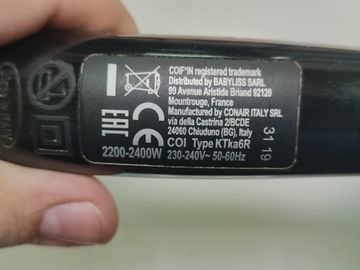 COIF*IN registered trademark
Distributed by BABYLISS SARL
99 Avenue Aristide Briand 92120
Mountrouge, France
Manufactured by CONAIR ITALY SRL
via della Castrina 2/BCDE
24060 Chiuduno (BG), Italy
COI Type KTka6R
2200-2400W 230-240V~ 50-60Hz
EAC
CE
31 19